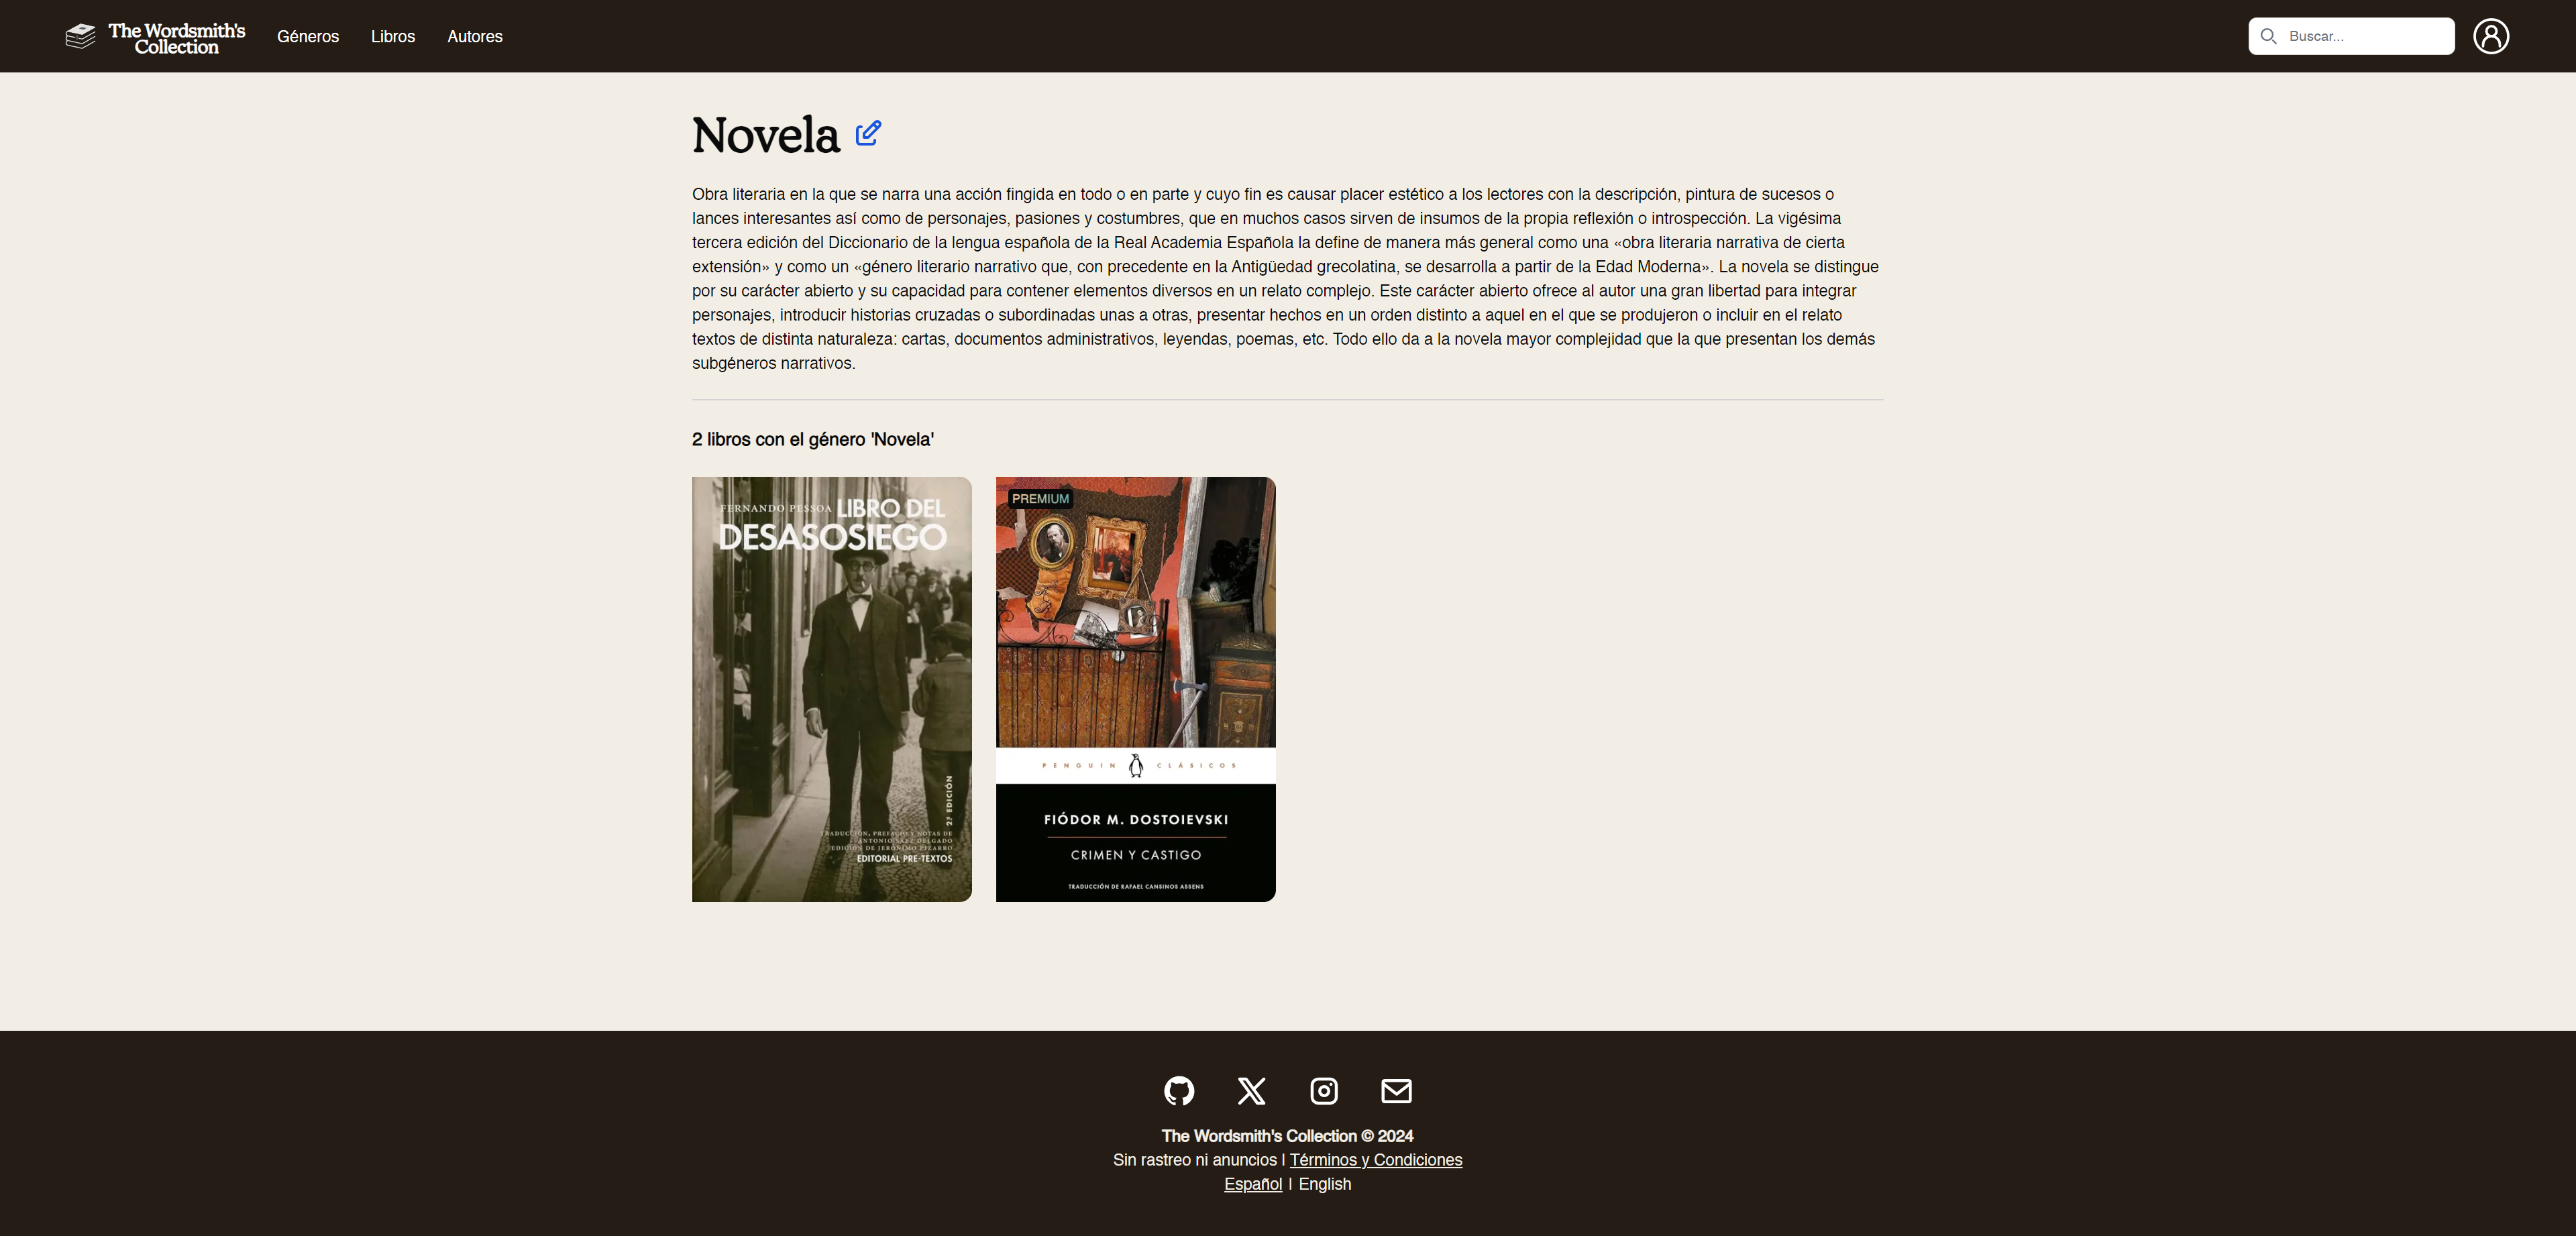 The Wordsmith's
Collection
Géneros
Libros
Autores
Buscar...
Novela
Obra literaria en la que se narra una acción fingida en todo o en parte y cuyo fin es causar placer estético a los lectores con la descripción, pintura de sucesos o
lances interesantes así como de personajes, pasiones y costumbres, que en muchos casos sirven de insumos de la propia reflexión o introspección. La vigésima
tercera edición del Diccionario de la lengua española de la Real Academia Española la define de manera más general como una «obra literaria narrativa de cierta
extensión» y como un «género literario narrativo que, con precedente en la Antigüedad grecolatina, se desarrolla a partir de la Edad Moderna». La novela se distingue
por su carácter abierto y su capacidad para contener elementos diversos en un relato complejo. Este carácter abierto ofrece al autor una gran libertad para integrar
personajes, introducir historias cruzadas o subordinadas unas a otras, presentar hechos en un orden distinto a aquel en el que se produjeron o incluir en el relato
textos de distinta naturaleza: cartas, documentos administrativos, leyendas, poemas, etc. Todo ello da a la novela mayor complejidad que la que presentan los demás
subgéneros narrativos.
2 libros con el género 'Novela'
FERNANDO PESSOA LIBRO DEL
DESASOSIEGO
2.ª EDICIÓN
TRADUCCIÓN, PREFACIO Y NOTAS DE
ANTONIO SÁEZ DELGADO
EDICIÓN DE JERÓNIMO PIZARRO
EDITORIAL PRE-TEXTOS
PREMIUM
PENGUIN CLÁSICOS
FIÓDOR M. DOSTOIEVSKI
CRIMEN Y CASTIGO
TRADUCCIÓN DE RAFAEL CANSINOS ASSENS
The Wordsmith's Collection © 2024
Sin rastreo ni anuncios | Términos y Condiciones
Español | English